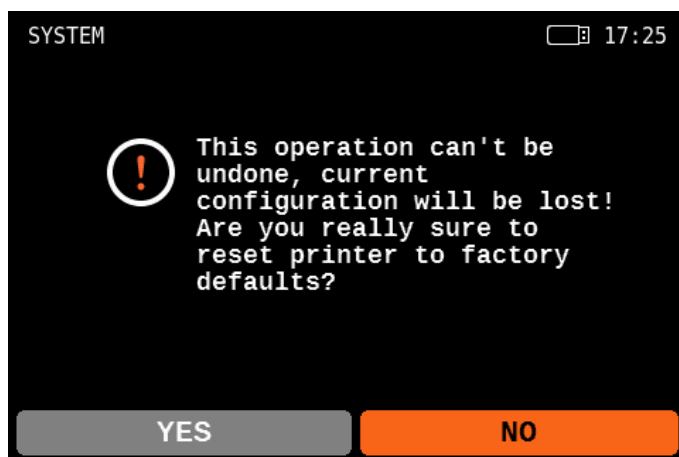 SYSTEM 17:25
This operation can't be
undone, current
configuration will be lost!
Are you really sure to
reset printer to factory
defaults?
YES NO